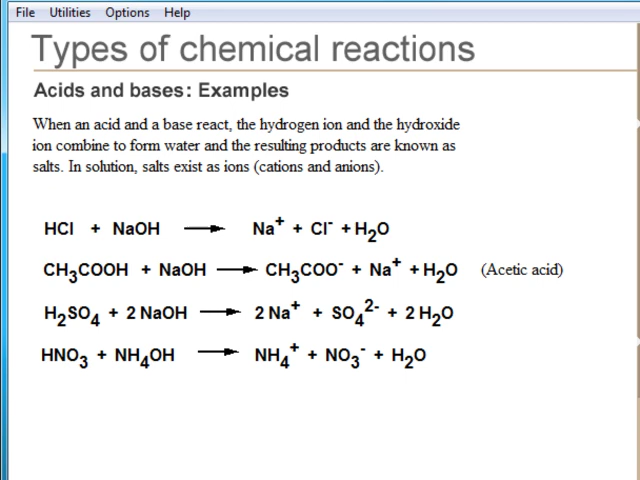 File Utilities Options Help
Types of chemical reactions
Acids and bases: Examples
When an acid and a base react, the hydrogen ion and the hydroxide
ion combine to form water and the resulting products are known as
salts. In solution, salts exist as ions (cations and anions).
HCl + NaOH → Na⁺ + Cl⁻ + H₂O
CH₃COOH + NaOH → CH₃COO⁻ + Na⁺ + H₂O (Acetic acid)
H₂SO₄ + 2 NaOH → 2 Na⁺ + SO₄²⁻ + 2 H₂O
HNO₃ + NH₄OH → NH₄⁺ + NO₃⁻ + H₂O